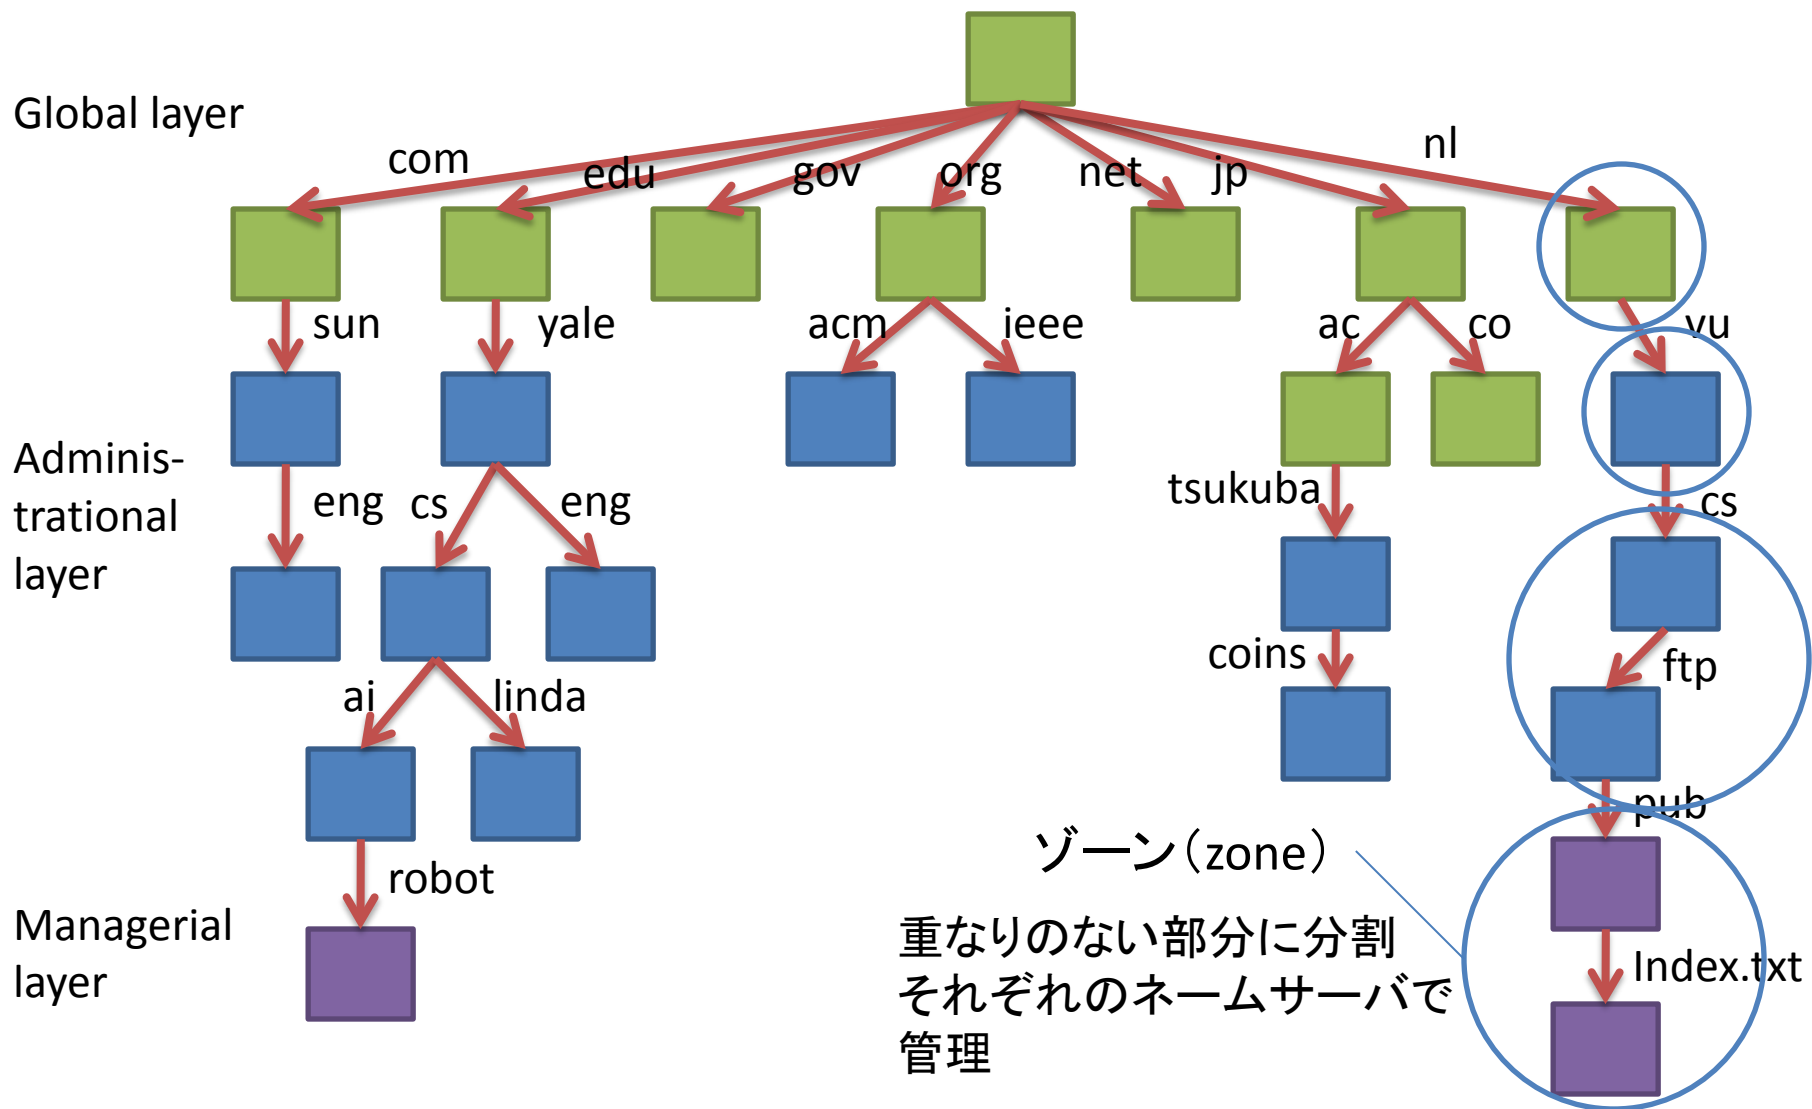 Global layer
com
edu
gov
org
net
jp
nl
sun
yale
acm
ieee
ac
co
vu
Adminis-
trational
layer
eng
cs
eng
tsukuba
cs
coins
ftp
ai
linda
pub
robot
ゾーン（zone）
Managerial
layer
重なりのない部分に分割
それぞれのネームサーバで
管理
Index.txt